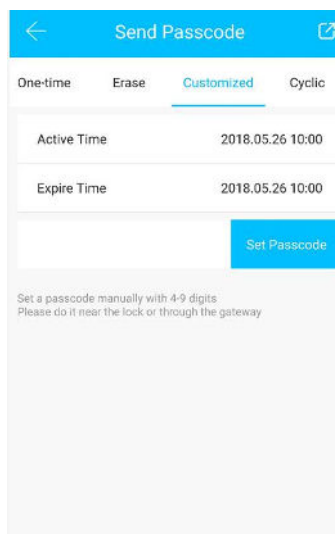 Send Passcode
One-time Erase Customized Cyclic
Active Time 2018.05.26 10:00
Expire Time 2018.05.26 10:00
Set Passcode
Set a passcode manually with 4-9 digits
Please do it near the lock or through the gateway